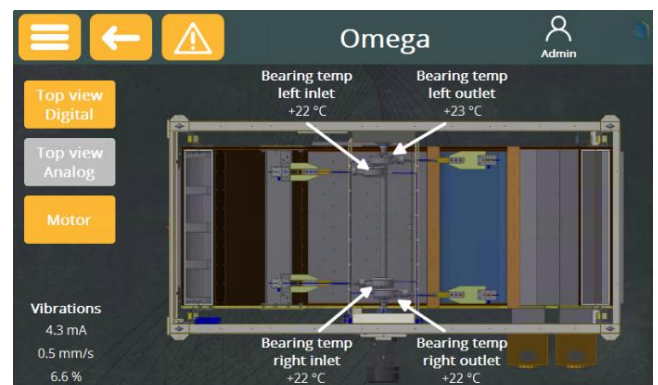 Omega
Admin
Top view
Digital
Top view
Analog
Motor
Bearing temp
left inlet
+22 °C
Bearing temp
left outlet
+23 °C
Vibrations
4.3 mA
0.5 mm/s
6.6 %
Bearing temp
right inlet
+22 °C
Bearing temp
right outlet
+22 °C